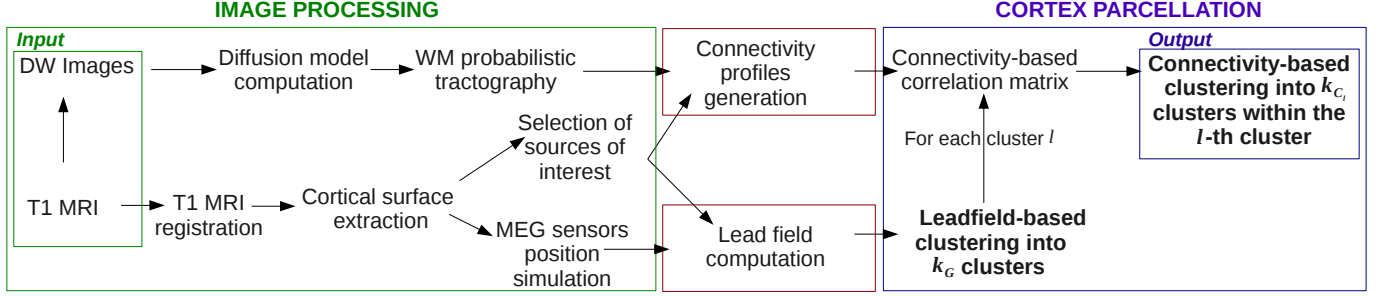 IMAGE PROCESSING
CORTEX PARCELLATION
Input
DW Images
Diffusion model
computation
WM probabilistic
tractography
Connectivity
profiles
generation
Connectivity-based
correlation matrix
Output
Connectivity-based
clustering into k_{C_l}
clusters within the
l-th cluster
Selection of
sources of
interest
For each cluster l
T1 MRI
T1 MRI
registration
Cortical surface
extraction
MEG sensors
position
simulation
Lead field
computation
Leadfield-based
clustering into
k_G clusters